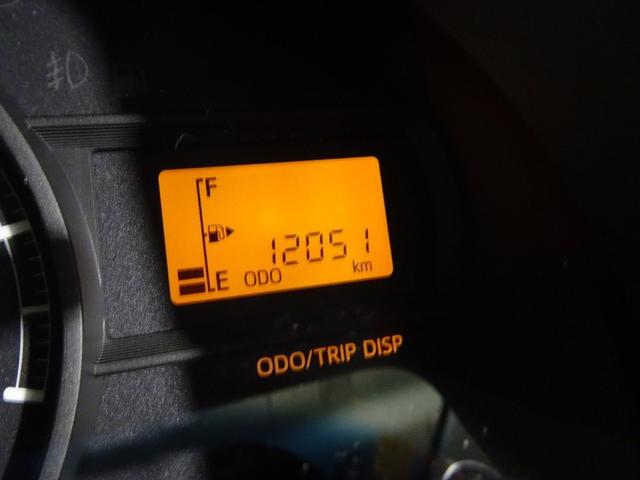 F
12051
E ODO km
ODO/TRIP DISP